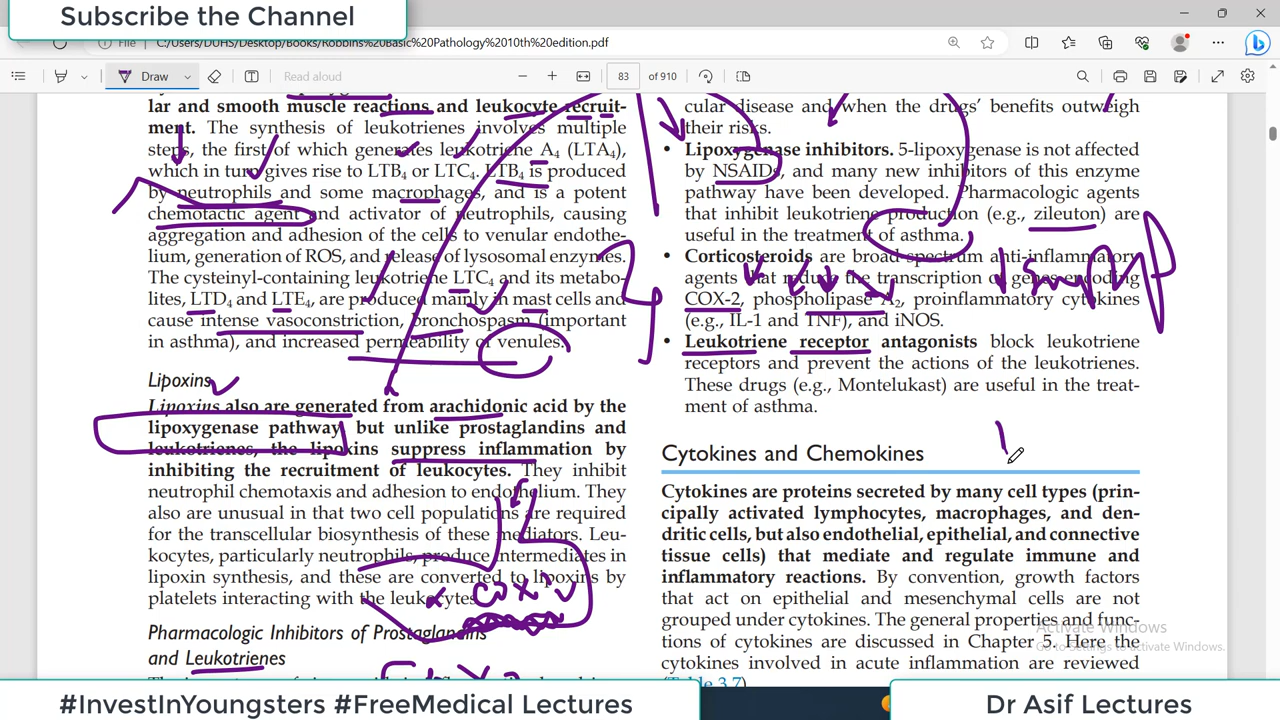 Subscribe the Channel
File C:/Users/DUHS/Desktop/Books/Robbins%20Basic%20Pathology%2010th%20edition.pdf
Draw Read aloud 83 of 910
lar and smooth muscle reactions and leukocyte recruit-
ment. The synthesis of leukotrienes involves multiple
steps, the first of which generates leukotriene A4 (LTA4),
which in turn gives rise to LTB4 or LTC4. LTB4 is produced
by neutrophils and some macrophages, and is a potent
chemotactic agent and activator of neutrophils, causing
aggregation and adhesion of the cells to venular endothe-
lium, generation of ROS, and release of lysosomal enzymes.
The cysteinyl-containing leukotriene LTC4 and its metabo-
lites, LTD4 and LTE4, are produced mainly in mast cells and
cause intense vasoconstriction, bronchospasm (important
in asthma), and increased permeability of venules.
Lipoxins
Lipoxins also are generated from arachidonic acid by the
lipoxygenase pathway, but unlike prostaglandins and
leukotrienes, the lipoxins suppress inflammation by
inhibiting the recruitment of leukocytes. They inhibit
neutrophil chemotaxis and adhesion to endothelium. They
also are unusual in that two cell populations are required
for the transcellular biosynthesis of these mediators. Leu-
kocytes, particularly neutrophils, produce intermediates in
lipoxin synthesis, and these are converted to lipoxins by
platelets interacting with the leukocytes.
COX
Pharmacologic Inhibitors of Prostaglandins
and Leukotrienes
cular disease and when the drugs' benefits outweigh
their risks.
• Lipoxygenase inhibitors. 5-lipoxygenase is not affected
by NSAIDs, and many new inhibitors of this enzyme
pathway have been developed. Pharmacologic agents
that inhibit leukotriene production (e.g., zileuton) are
useful in the treatment of asthma.
• Corticosteroids are broad-spectrum anti-inflammatory
agents that reduce the transcription of genes encoding
COX-2, phospholipase A2, proinflammatory cytokines
(e.g., IL-1 and TNF), and iNOS.
• Leukotriene receptor antagonists block leukotriene
receptors and prevent the actions of the leukotrienes.
These drugs (e.g., Montelukast) are useful in the treat-
ment of asthma.
Cytokines and Chemokines
Cytokines are proteins secreted by many cell types (prin-
cipally activated lymphocytes, macrophages, and den-
dritic cells, but also endothelial, epithelial, and connective
tissue cells) that mediate and regulate immune and
inflammatory reactions. By convention, growth factors
that act on epithelial and mesenchymal cells are not
grouped under cytokines. The general properties and func-
tions of cytokines are discussed in Chapter 5. Here the
cytokines involved in acute inflammation are reviewed
(Table 3.7).
Activate Windows
Go to Settings to activate Windows.
#InvestInYoungsters #FreeMedical Lectures
Dr Asif Lectures